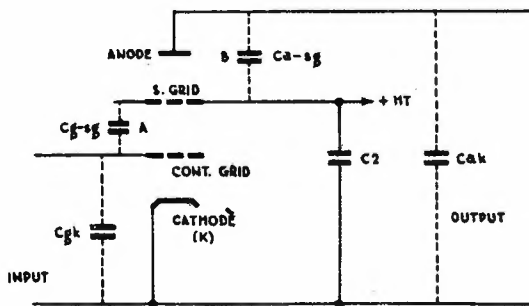 ANODE
B
Ca-sg
S. GRID
+ HT
Cg-sg
A
C2
Cak
CONT. GRID
CATHODE
(K)
Cgk
OUTPUT
INPUT